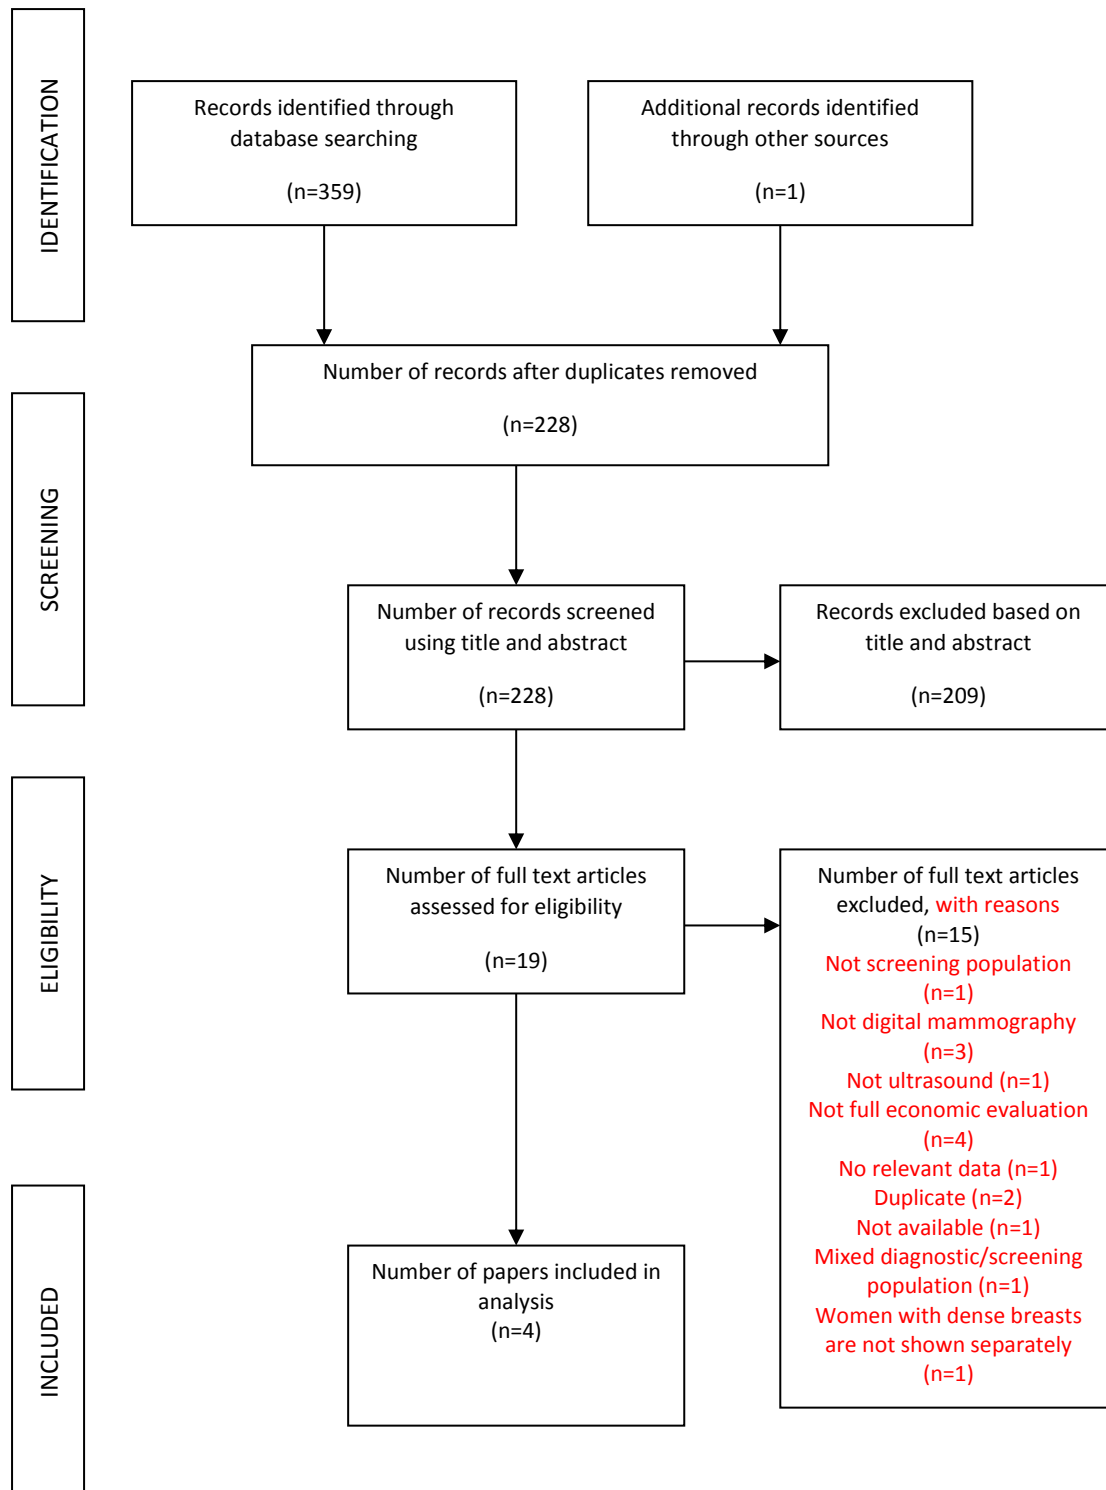 IDENTIFICATION
Records identified through
database searching
(n=359)
Additional records identified
through other sources
(n=1)
Number of records after duplicates removed
(n=228)
SCREENING
Number of records screened
using title and abstract
(n=228)
Records excluded based on
title and abstract
(n=209)
ELIGIBILITY
Number of full text articles
assessed for eligibility
(n=19)
Number of full text articles
excluded, with reasons
(n=15)
Not screening population
(n=1)
Not digital mammography
(n=3)
Not ultrasound (n=1)
Not full economic evaluation
(n=4)
No relevant data (n=1)
Duplicate (n=2)
Not available (n=1)
Mixed diagnostic/screening
population (n=1)
Women with dense breasts
are not shown separately
(n=1)
INCLUDED
Number of papers included in
analysis
(n=4)